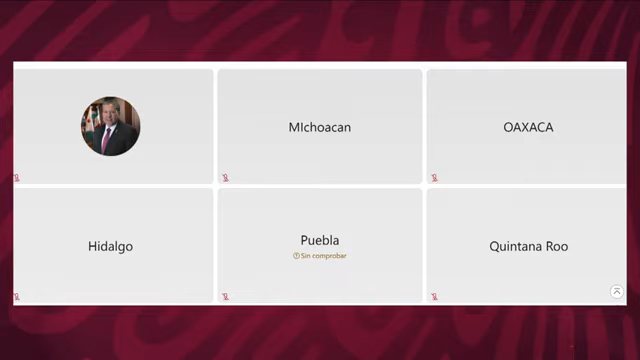 MIchoacan
OAXACA
Hidalgo
Puebla
Sin comprobar
Quintana Roo